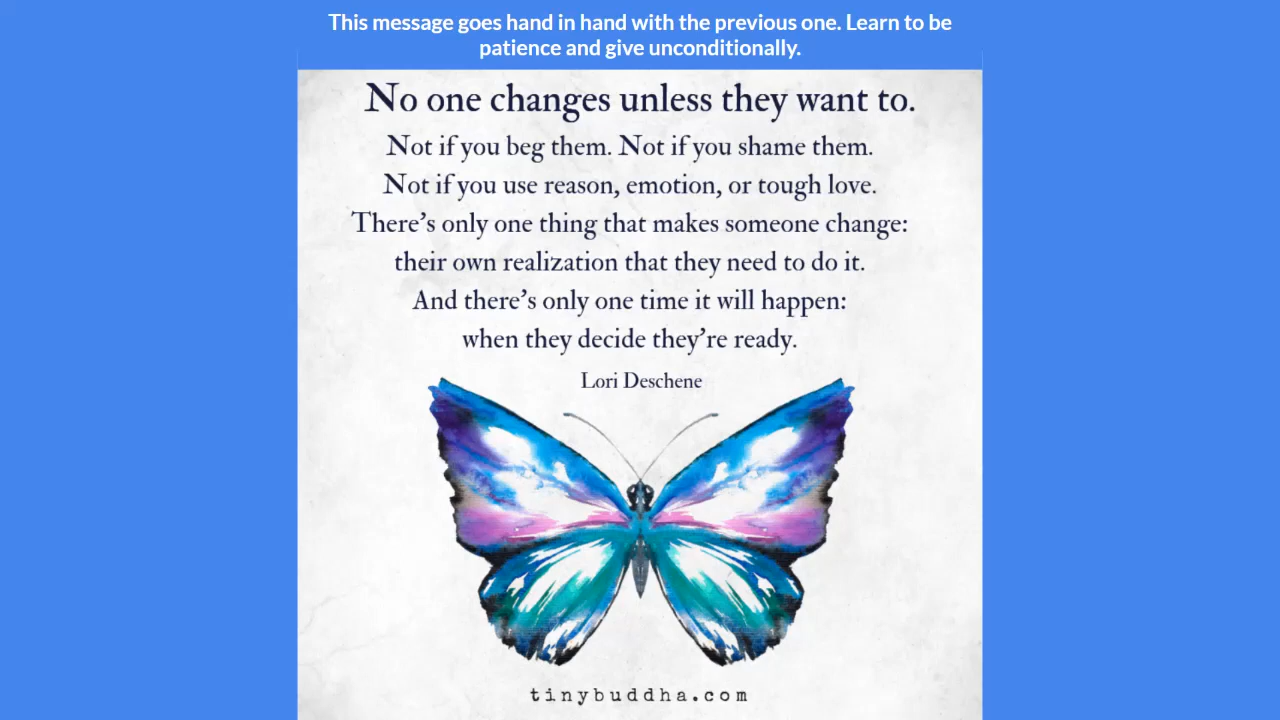 This message goes hand in hand with the previous one. Learn to be
patience and give unconditionally.
No one changes unless they want to.
Not if you beg them. Not if you shame them.
Not if you use reason, emotion, or tough love.
There's only one thing that makes someone change:
their own realization that they need to do it.
And there's only one time it will happen:
when they decide they're ready.
Lori Deschene
tinybuddha.com